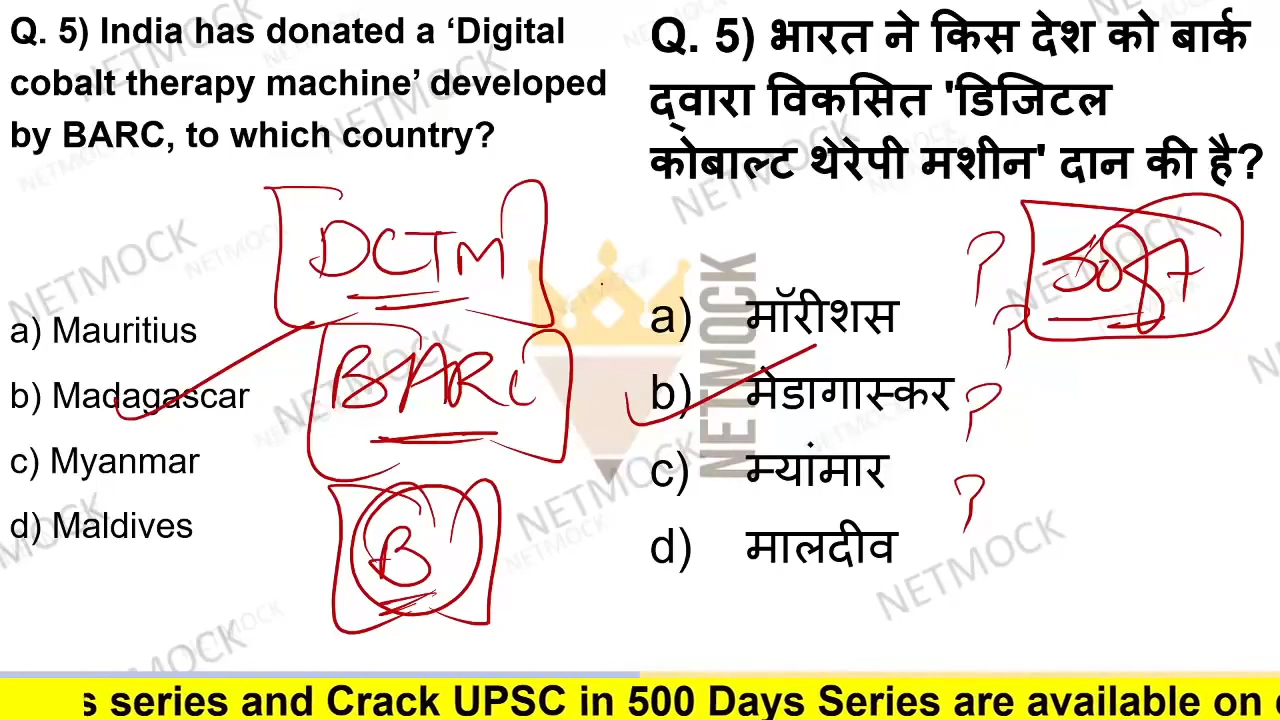 Q. 5) India has donated a ‘Digital
cobalt therapy machine’ developed
by BARC, to which country?
DCTM
a) Mauritius
b) Madagascar
c) Myanmar
d) Maldives
BARC
B
Q. 5) भारत ने किस देश को बार्क
द्वारा विकसित 'डिजिटल
कोबाल्ट थेरेपी मशीन' दान की है?
a) मॉरीशस
b) मेडागास्कर
c) म्यांमार
d) मालदीव
?
?
?
?
NETMOCK
s series and Crack UPSC in 500 Days Series are available on